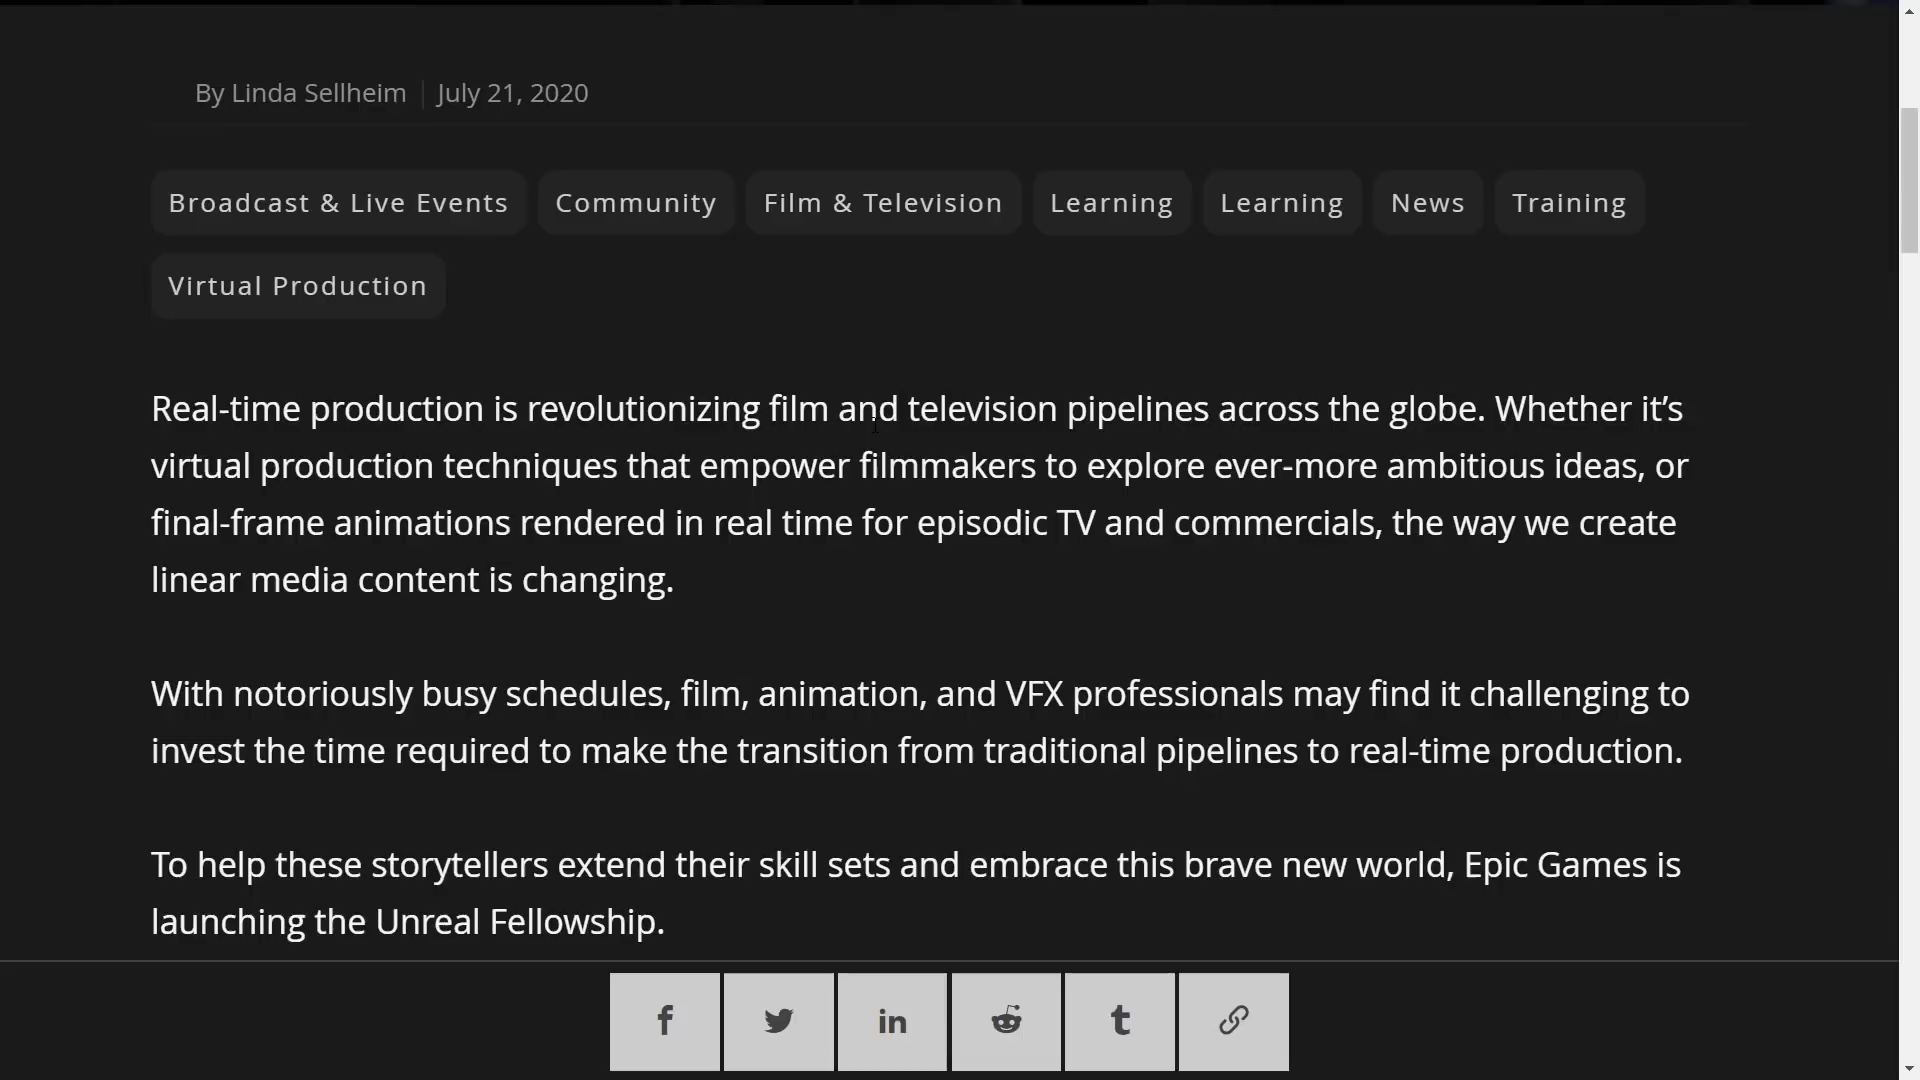 By Linda Sellheim | July 21, 2020
Broadcast & Live Events Community Film & Television Learning Learning News Training
Virtual Production
Real-time production is revolutionizing film and television pipelines across the globe. Whether it’s
virtual production techniques that empower filmmakers to explore ever-more ambitious ideas, or
final-frame animations rendered in real time for episodic TV and commercials, the way we create
linear media content is changing.
With notoriously busy schedules, film, animation, and VFX professionals may find it challenging to
invest the time required to make the transition from traditional pipelines to real-time production.
To help these storytellers extend their skill sets and embrace this brave new world, Epic Games is
launching the Unreal Fellowship.